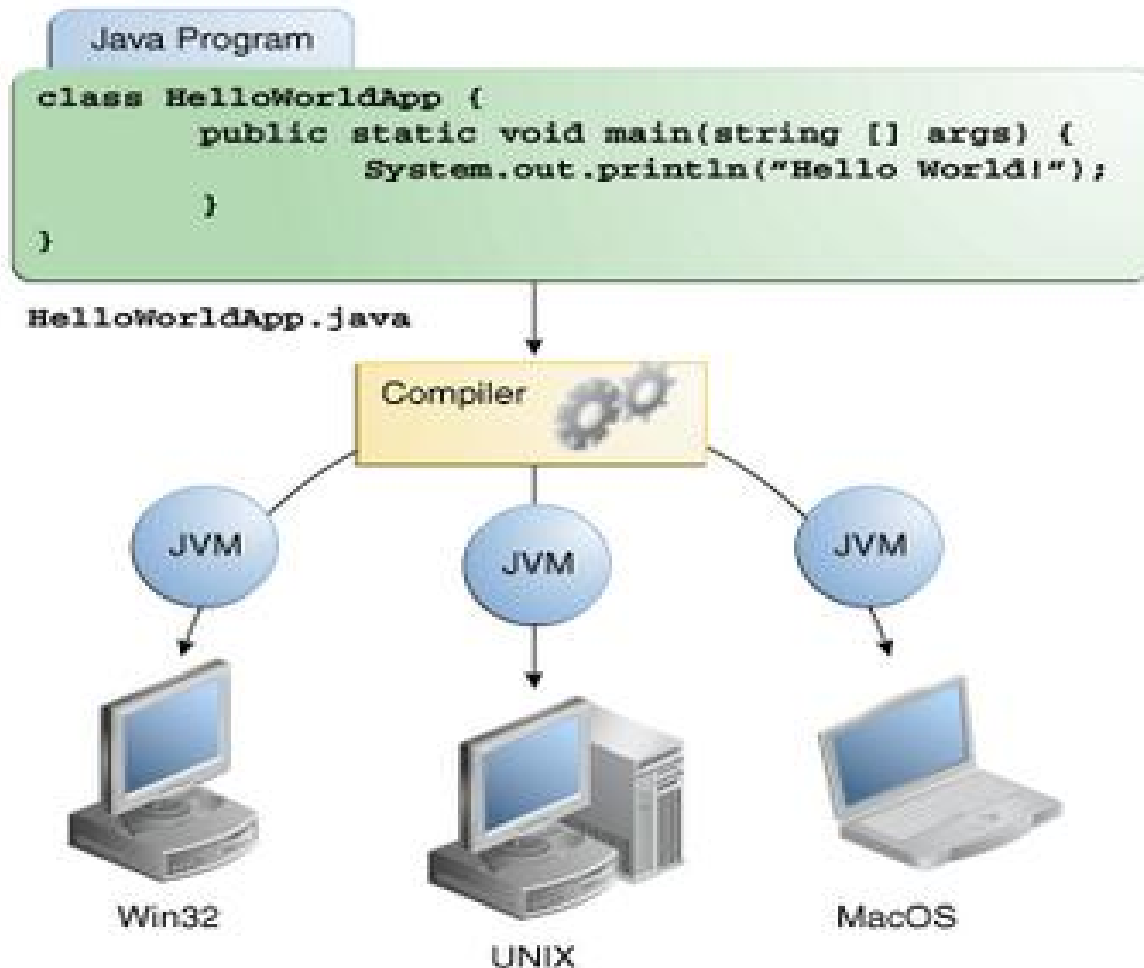 Java Program
class HelloWorldApp {
public static void main(string [] args) {
System.out.println("Hello World!");
}
}
HelloWorldApp.java
Compiler
JVM
JVM
JVM
Win32
UNIX
MacOS